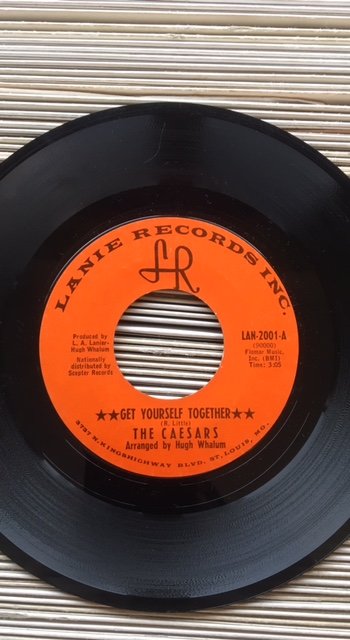 LANIE RECORDS INC.
LR
Produced by
L. A. Lanier-
Hugh Whalum
Nationally
distributed by
Scepter Records
LAN-2001-A
(90000)
Flomar Music,
Inc. (BMI)
Time: 3:05
★★GET YOURSELF TOGETHER★★
(R. Little)
THE CAESARS
Arranged by Hugh Whalum
3737 N. KINGSHIGHWAY BLVD. ST. LOUIS, MO.